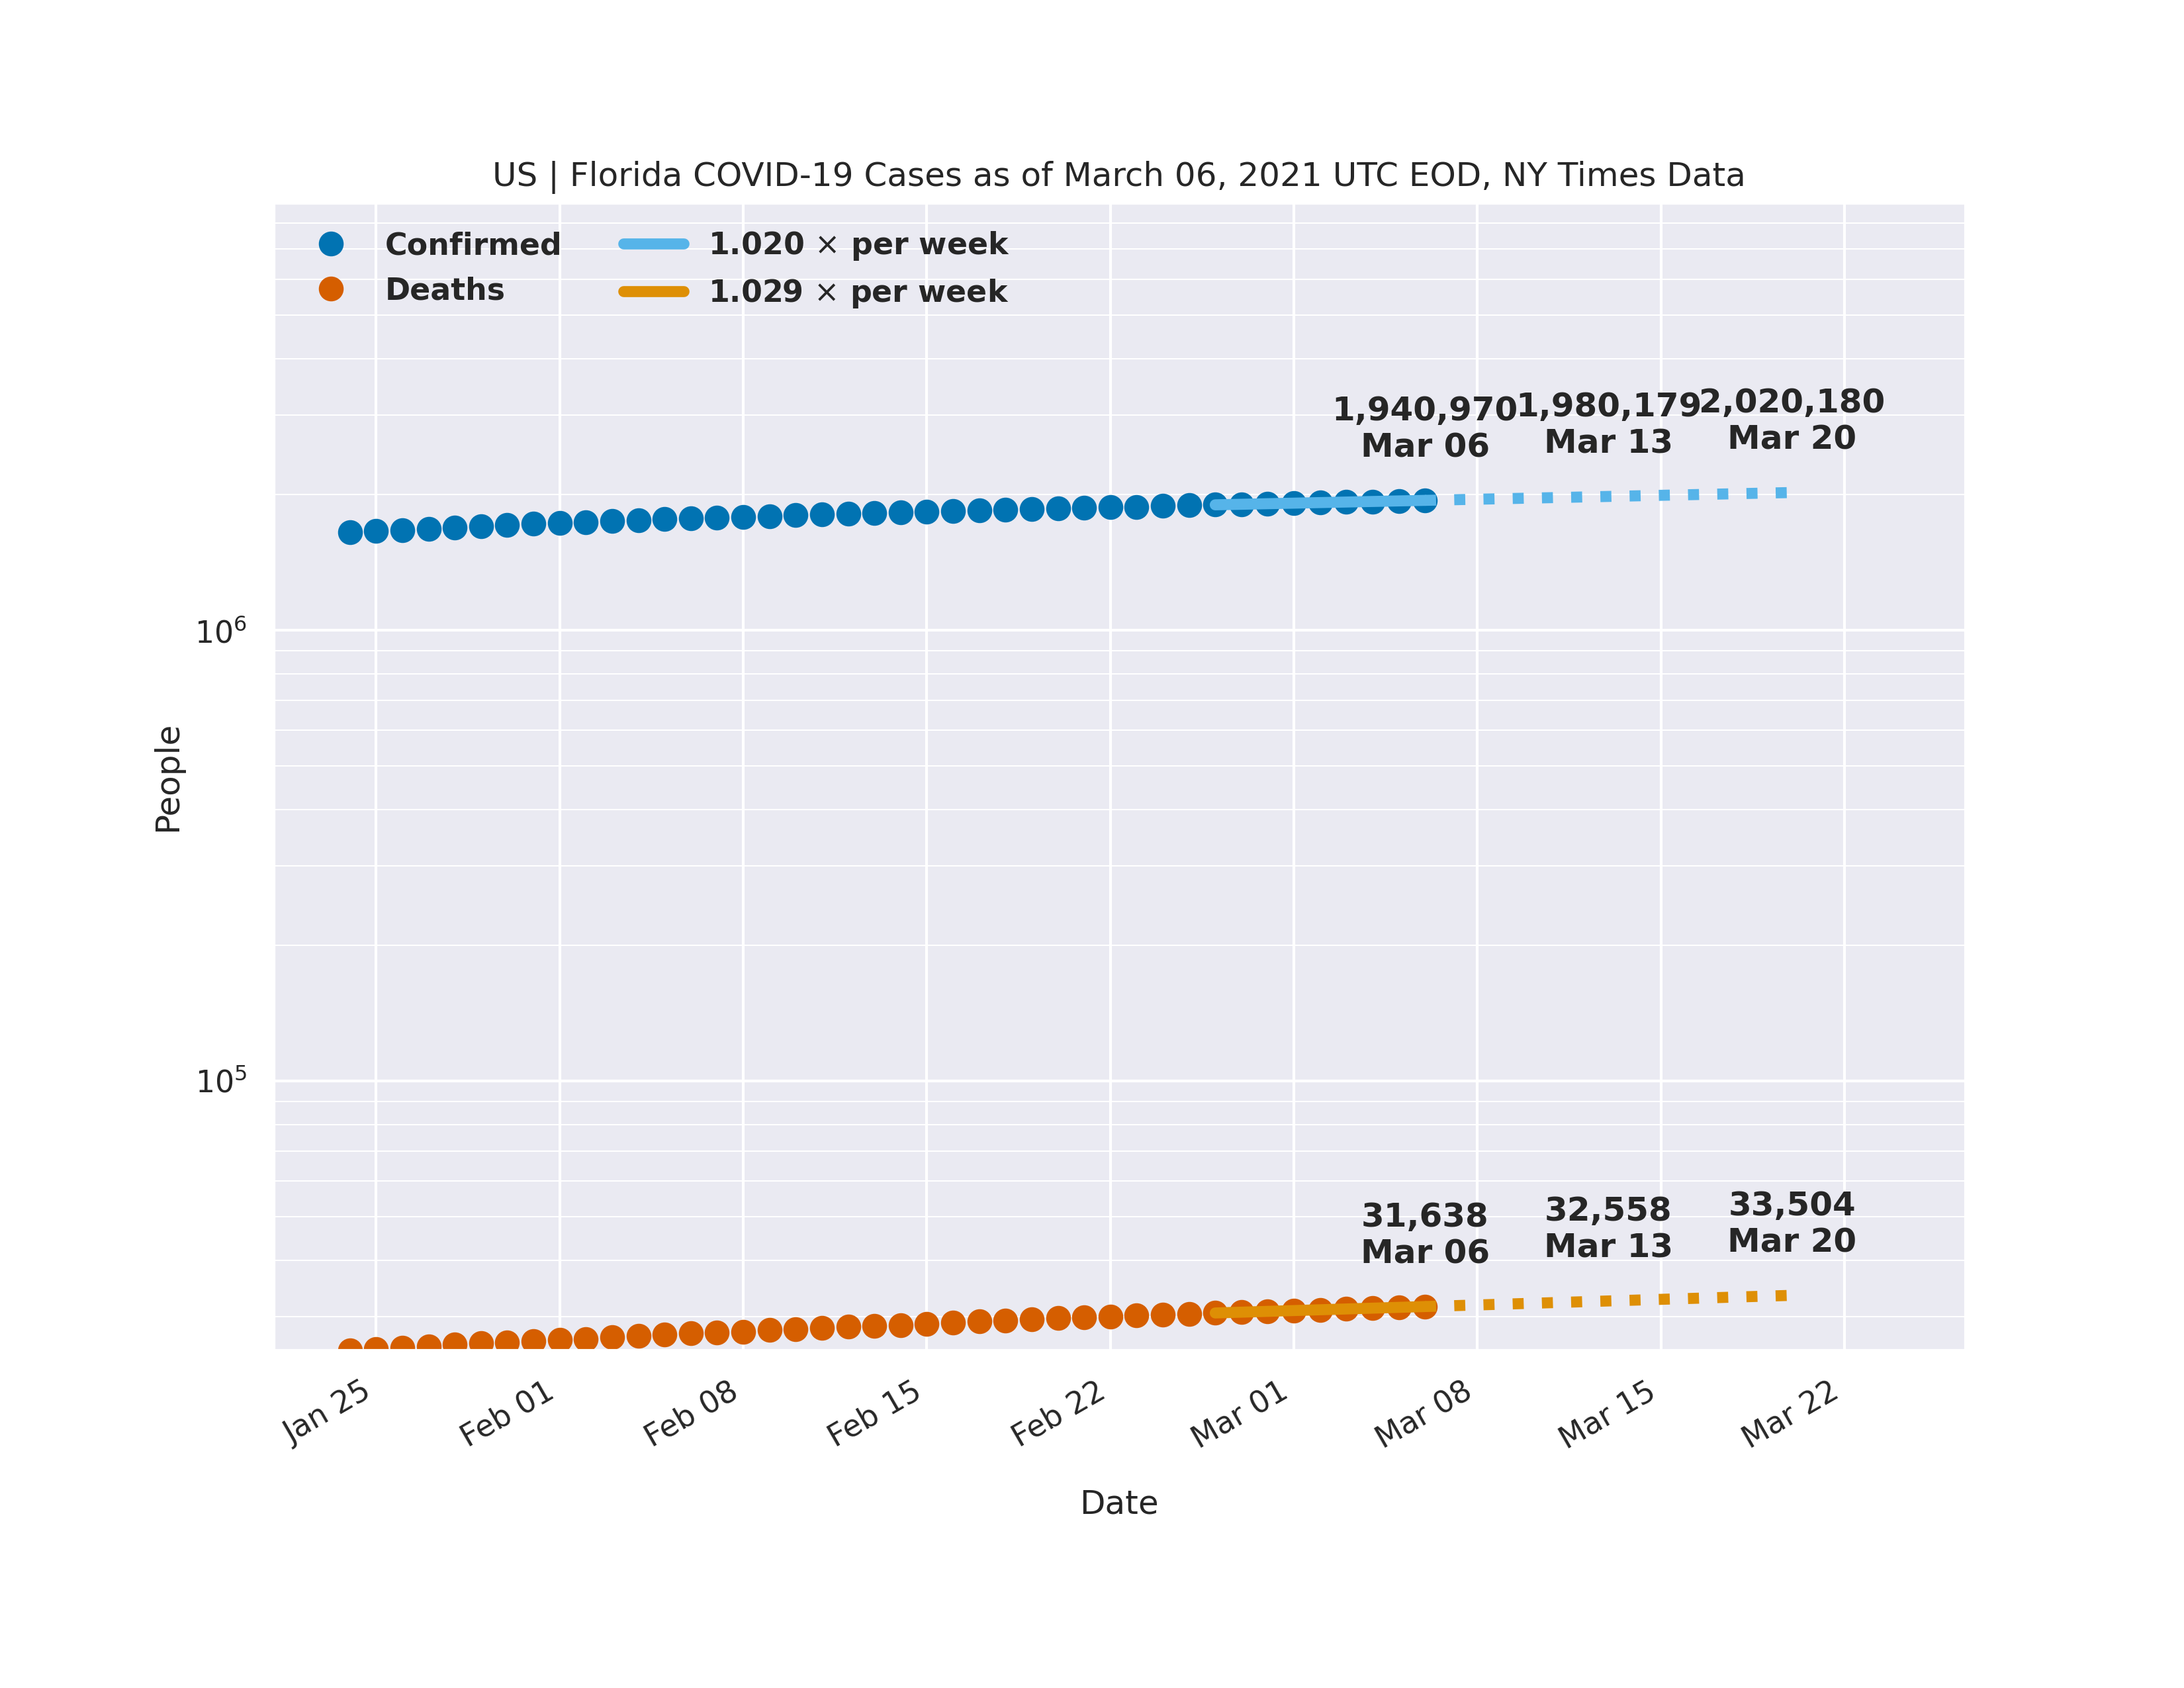 US | Florida COVID-19 Cases as of March 06, 2021 UTC EOD, NY Times Data
Confirmed
Deaths
1.020 × per week
1.029 × per week
1,940,970
Mar 06
1,980,179
Mar 13
2,020,180
Mar 20
10⁶
10⁵
People
31,638
Mar 06
32,558
Mar 13
33,504
Mar 20
Jan 25
Feb 01
Feb 08
Feb 15
Feb 22
Mar 01
Mar 08
Mar 15
Mar 22
Date